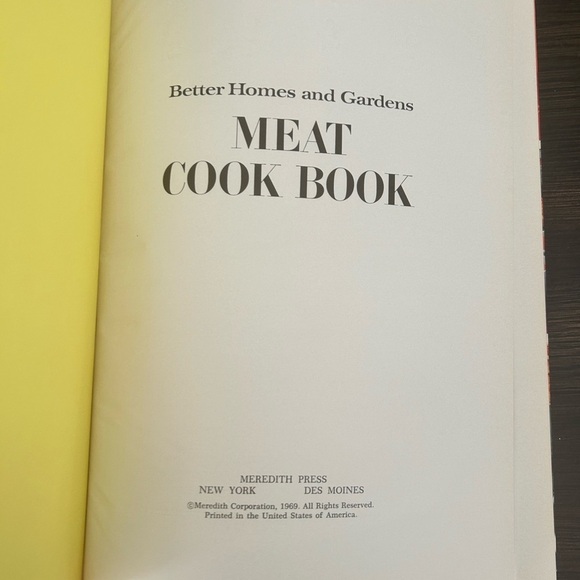 Better Homes and Gardens
MEAT
COOK BOOK
MEREDITH PRESS
NEW YORK DES MOINES
©Meredith Corporation, 1969. All Rights Reserved.
Printed in the United States of America.